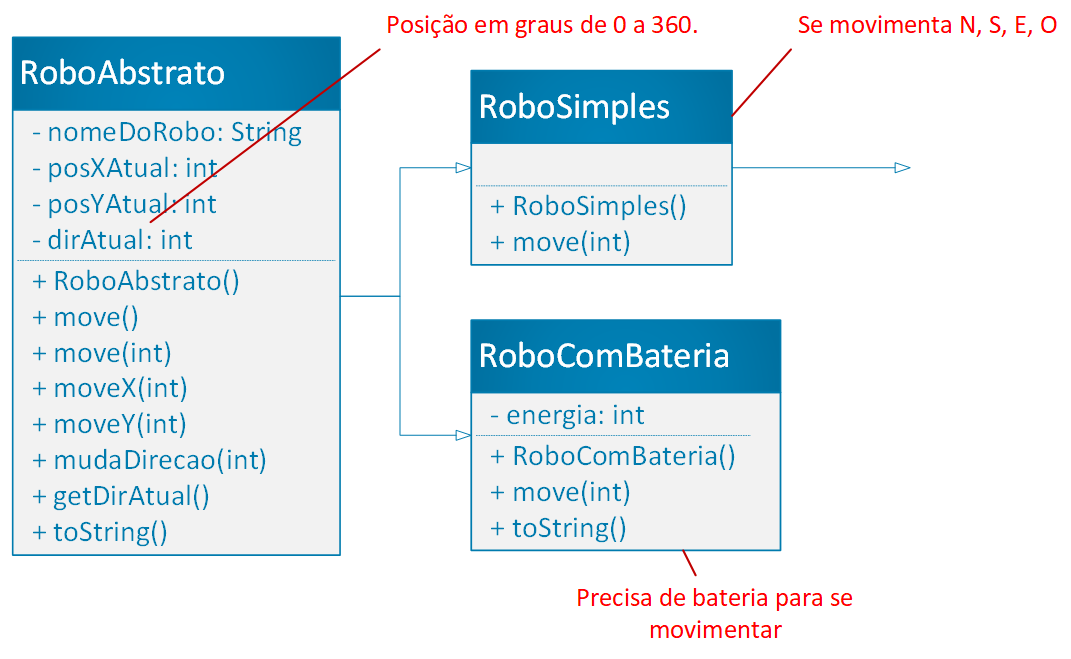 Posição em graus de 0 a 360.
Se movimenta N, S, E, O
RoboAbstrato
- nomeDoRobo: String
- posXAtual: int
- posYAtual: int
- dirAtual: int
+ RoboAbstrato()
+ move()
+ move(int)
+ moveX(int)
+ moveY(int)
+ mudaDirecao(int)
+ getDirAtual()
+ toString()
RoboSimples
+ RoboSimples()
+ move(int)
RoboComBateria
- energia: int
+ RoboComBateria()
+ move(int)
+ toString()
Precisa de bateria para se
movimentar